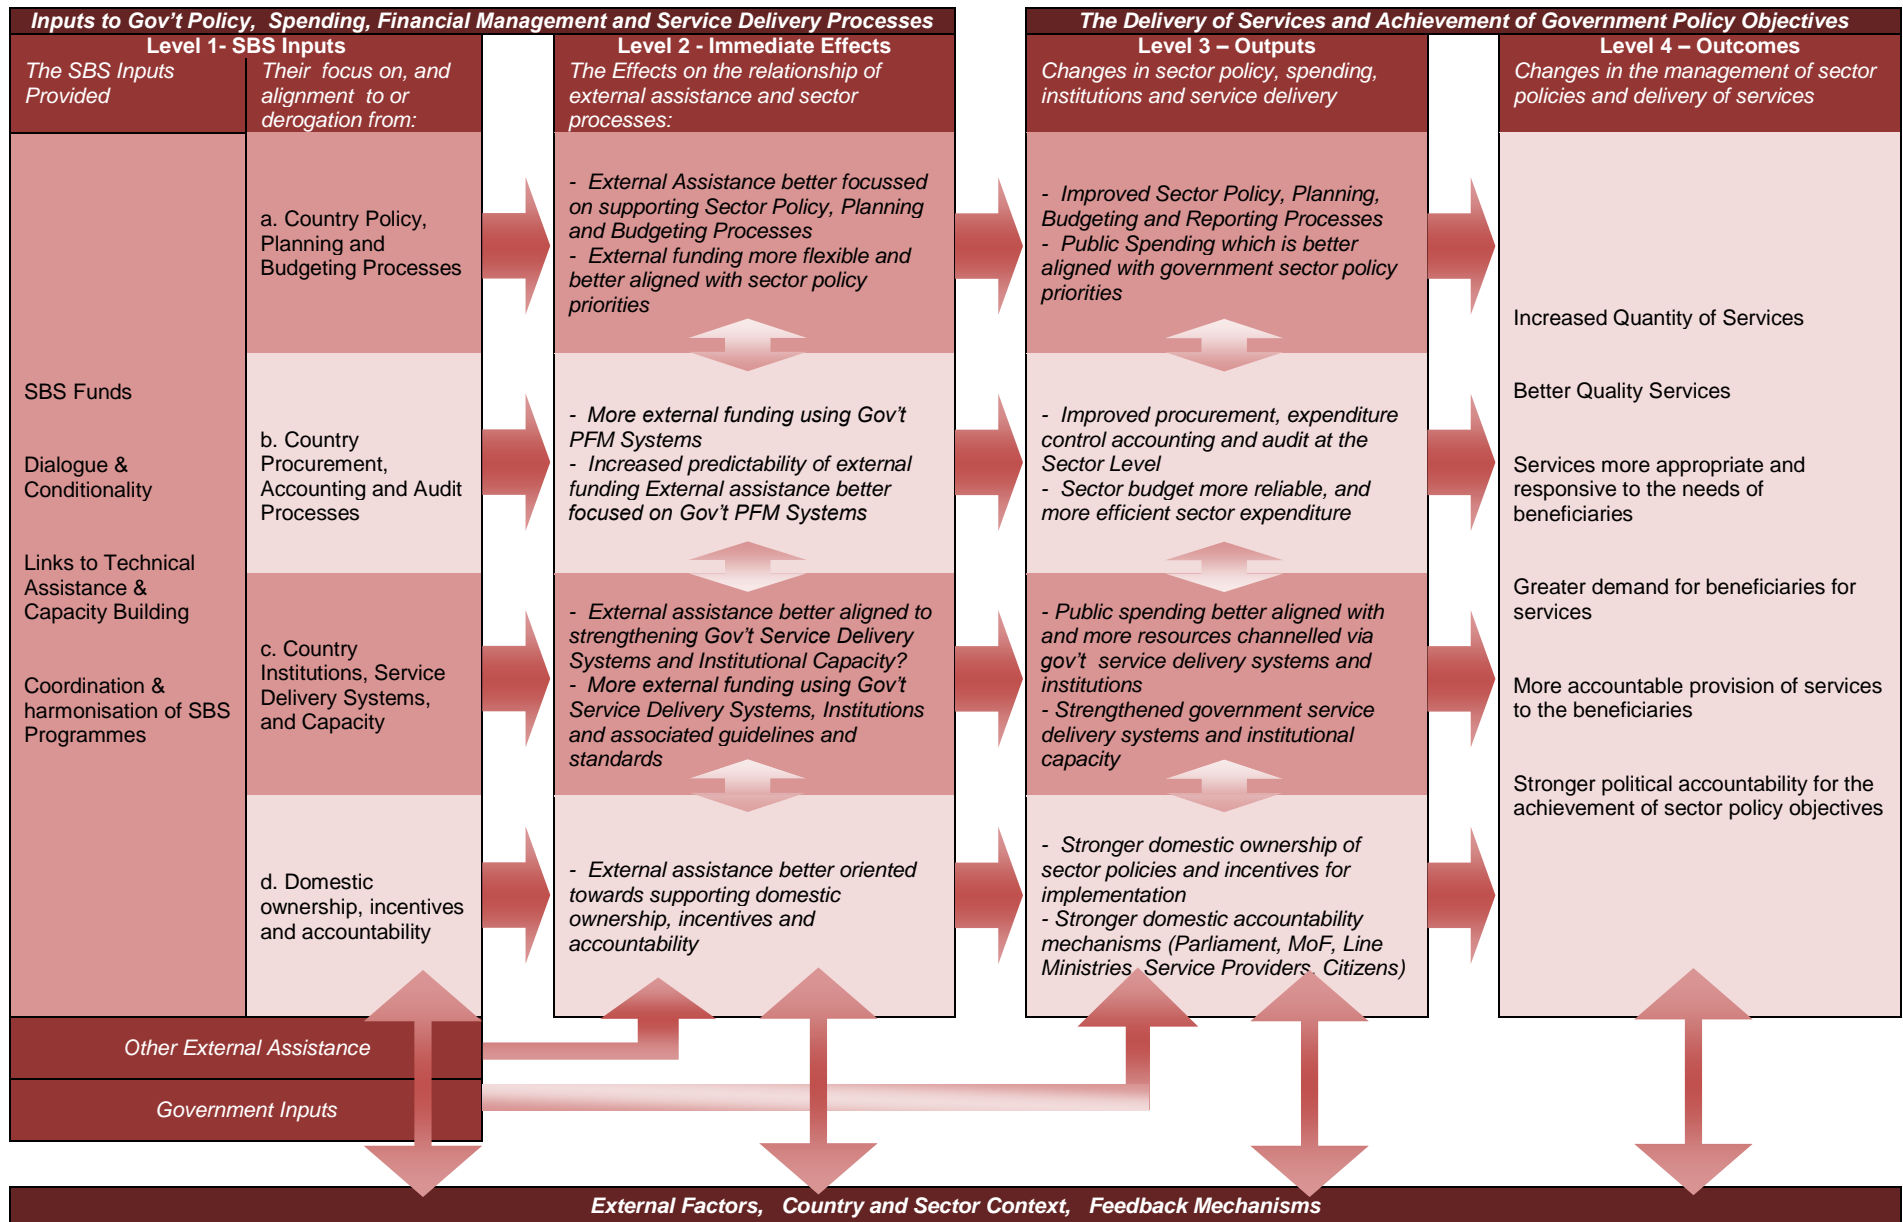 Inputs to Gov't Policy, Spending, Financial Management and Service Delivery Processes
The Delivery of Services and Achievement of Government Policy Objectives
Level 1- SBS Inputs
The SBS Inputs
Provided
Their focus on, and
alignment to or
derogation from:
Level 2 - Immediate Effects
The Effects on the relationship of
external assistance and sector
processes:
Level 3 – Outputs
Changes in sector policy, spending,
institutions and service delivery
Level 4 – Outcomes
Changes in the management of sector
policies and delivery of services
SBS Funds
Dialogue &
Conditionality
Links to Technical
Assistance &
Capacity Building
Coordination &
harmonisation of SBS
Programmes
a. Country Policy,
Planning and
Budgeting Processes
- External Assistance better focussed
on supporting Sector Policy, Planning
and Budgeting Processes
- External funding more flexible and
better aligned with sector policy
priorities
- Improved Sector Policy, Planning,
Budgeting and Reporting Processes
- Public Spending which is better
aligned with government sector policy
priorities
b. Country
Procurement,
Accounting and Audit
Processes
- More external funding using Gov't
PFM Systems
- Increased predictability of external
funding External assistance better
focused on Gov't PFM Systems
- Improved procurement, expenditure
control accounting and audit at the
Sector Level
- Sector budget more reliable, and
more efficient sector expenditure
c. Country
Institutions, Service
Delivery Systems,
and Capacity
- External assistance better aligned to
strengthening Gov't Service Delivery
Systems and Institutional Capacity?
- More external funding using Gov't
Service Delivery Systems, Institutions
and associated guidelines and
standards
- Public spending better aligned with
and more resources channelled via
gov't service delivery systems and
institutions
- Strengthened government service
delivery systems and institutional
capacity
d. Domestic
ownership, incentives
and accountability
- External assistance better oriented
towards supporting domestic
ownership, incentives and
accountability
- Stronger domestic ownership of
sector policies and incentives for
implementation
- Stronger domestic accountability
mechanisms (Parliament, MoF, Line
Ministries, Service Providers, Citizens)
Increased Quantity of Services
Better Quality Services
Services more appropriate and
responsive to the needs of
beneficiaries
Greater demand for beneficiaries for
services
More accountable provision of services
to the beneficiaries
Stronger political accountability for the
achievement of sector policy objectives
Other External Assistance
Government Inputs
External Factors, Country and Sector Context, Feedback Mechanisms